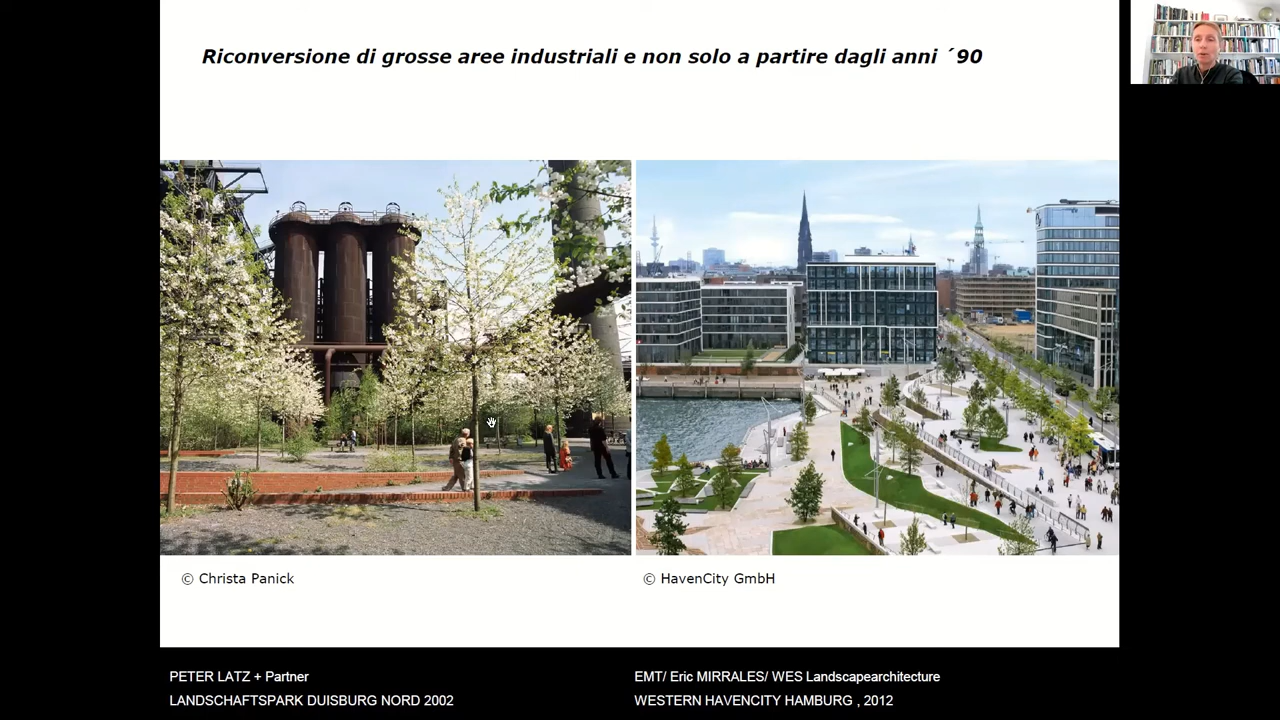 Riconversione di grosse aree industriali e non solo a partire dagli anni ´90
© Christa Panick
© HavenCity GmbH
PETER LATZ + Partner
LANDSCHAFTSPARK DUISBURG NORD 2002
EMT/ Eric MIRRALES/ WES Landscapearchitecture
WESTERN HAVENCITY HAMBURG , 2012